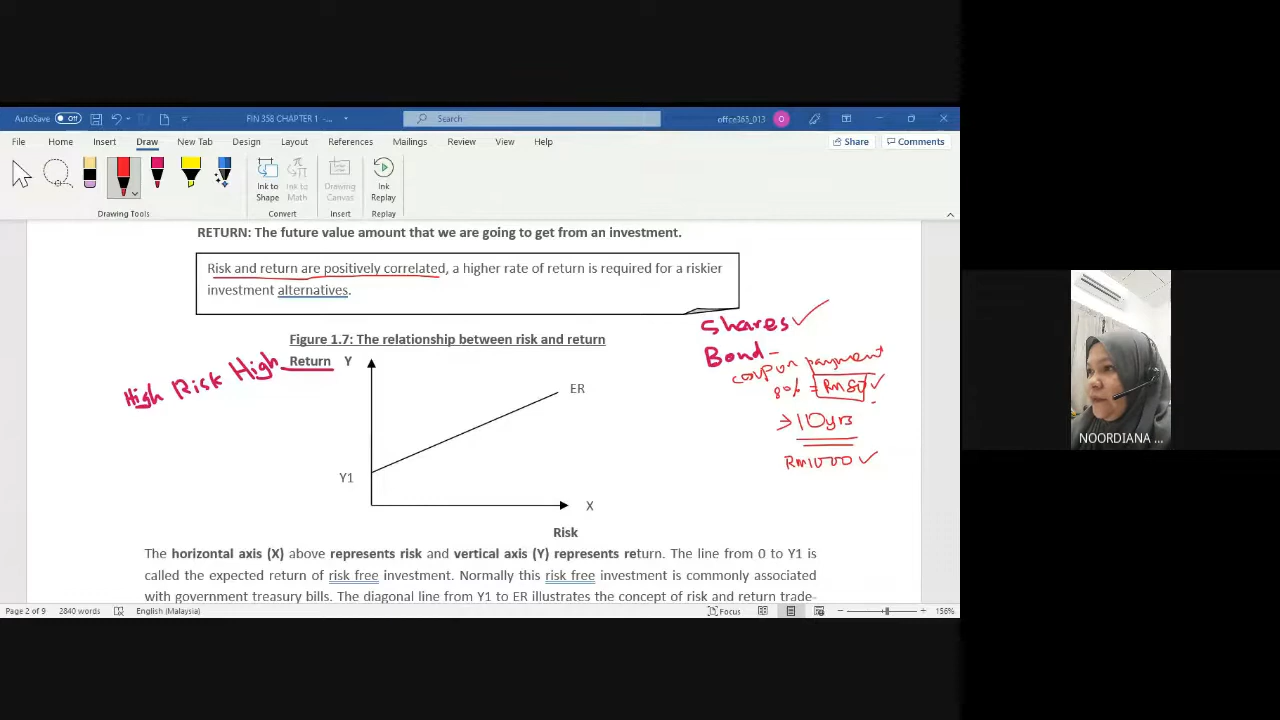 AutoSave Off FIN 358 CHAPTER 1 -... Search offce365_013 O
File Home Insert Draw New Tab Design Layout References Mailings Review View Help Share Comments
Ink to Shape Ink to Math Drawing Canvas Ink Replay
Drawing Tools Convert Insert Replay
RETURN: The future value amount that we are going to get from an investment.
Risk and return are positively correlated, a higher rate of return is required for a riskier
investment alternatives.
Shares
Figure 1.7: The relationship between risk and return
Bond -
coupon payment
High Risk High Return Y
ER
8% = RM80
→ 10yrs
RM1000
Y1
X
Risk
The horizontal axis (X) above represents risk and vertical axis (Y) represents return. The line from 0 to Y1 is
called the expected return of risk free investment. Normally this risk free investment is commonly associated
with government treasury bills. The diagonal line from Y1 to ER illustrates the concept of risk and return trade-
Page 2 of 9 2840 words English (Malaysia) Focus 156%
NOORDIANA ...